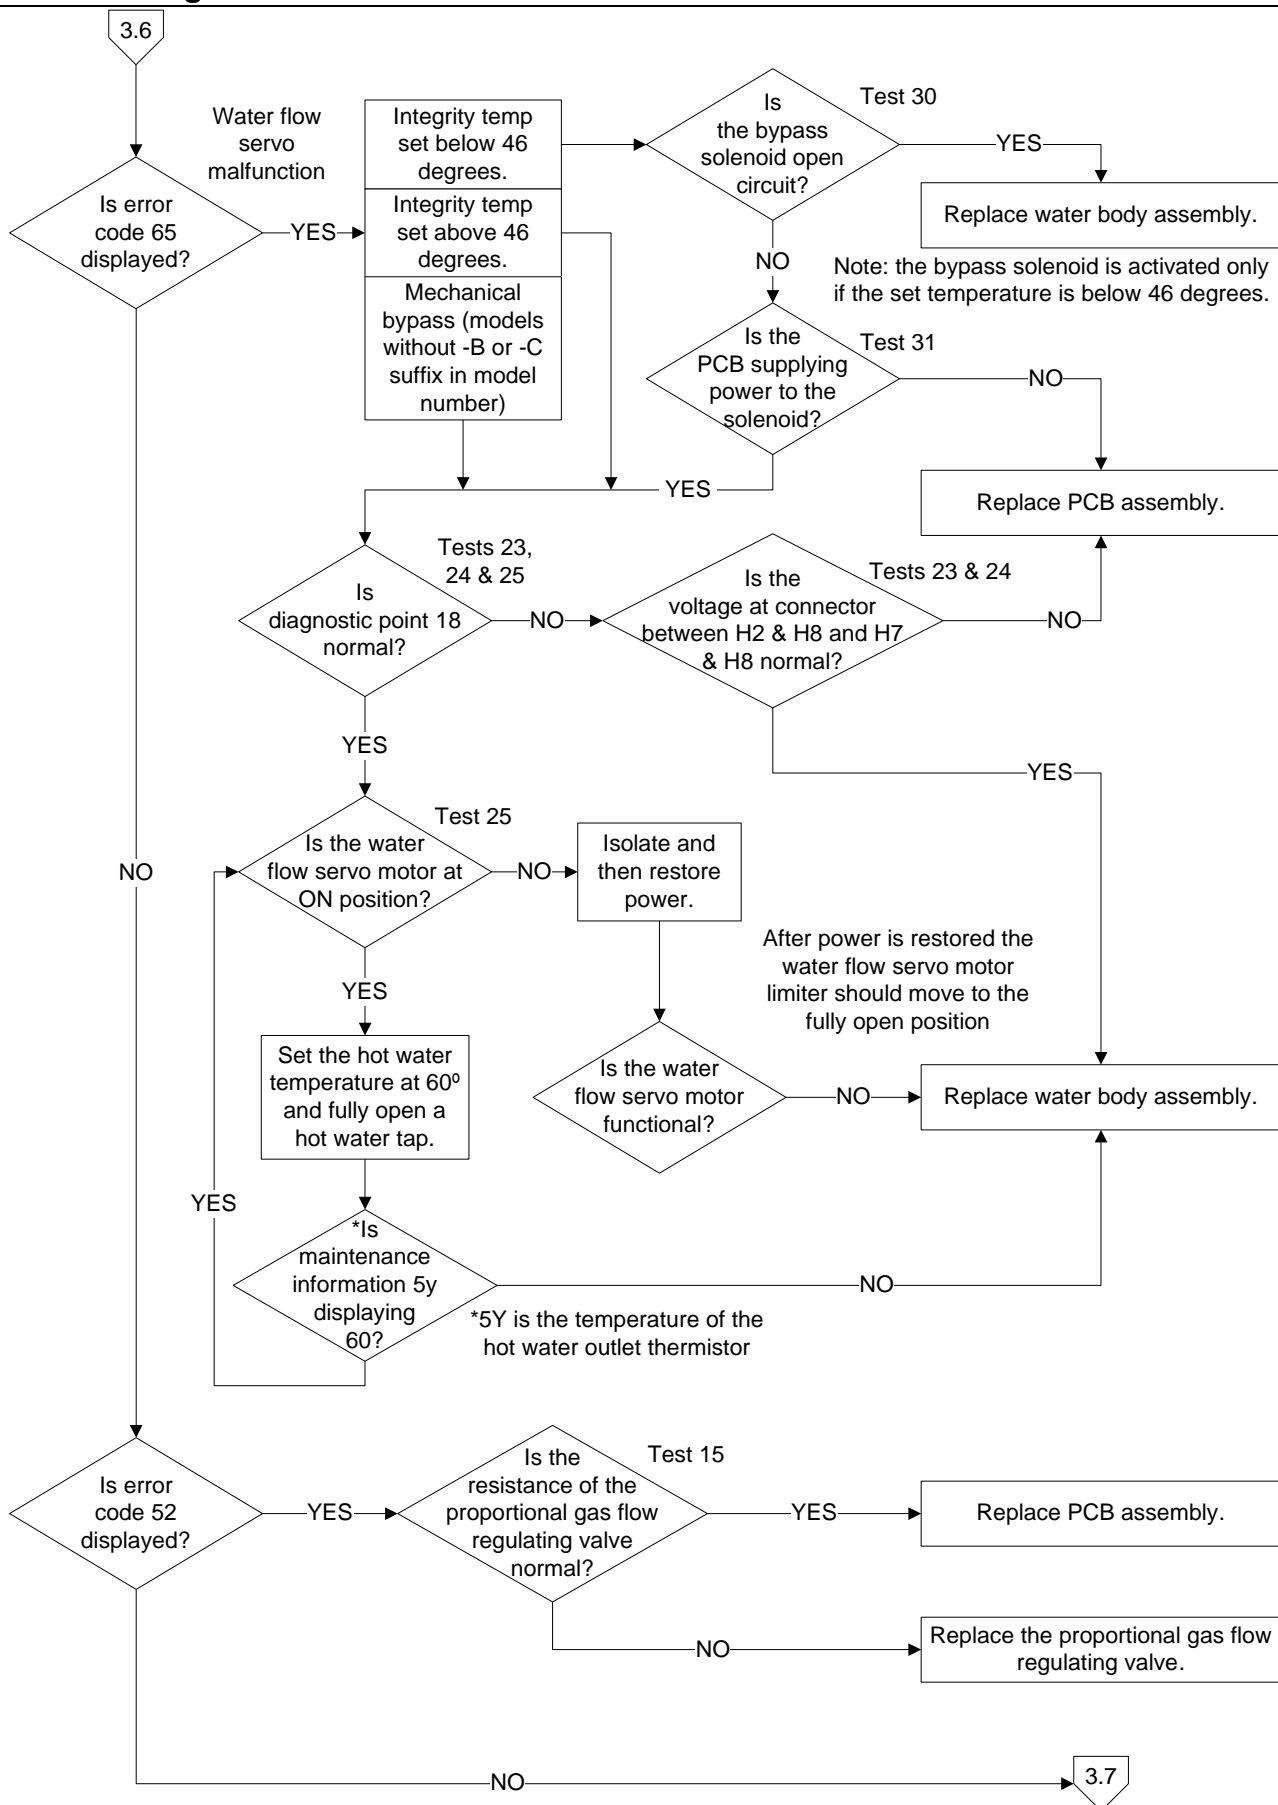 3.6
Water flow
servo
malfunction
Is error
code 65
displayed?
YES
Integrity temp
set below 46
degrees.
Integrity temp
set above 46
degrees.
Mechanical
bypass (models
without -B or -C
suffix in model
number)
Is
the bypass
solenoid open
circuit?
Test 30
YES
Replace water body assembly.
NO
Note: the bypass solenoid is activated only
if the set temperature is below 46 degrees.
Is the
PCB supplying
power to the
solenoid?
Test 31
NO
YES
Replace PCB assembly.
Is
diagnostic point 18
normal?
Tests 23,
24 & 25
NO
Is the
voltage at connector
between H2 & H8 and H7
& H8 normal?
Tests 23 & 24
NO
YES
YES
Is the water
flow servo motor at
ON position?
Test 25
NO
Isolate and
then restore
power.
NO
After power is restored the
water flow servo motor
limiter should move to the
fully open position
YES
Set the hot water
temperature at 60º
and fully open a
hot water tap.
Is the water
flow servo motor
functional?
NO
Replace water body assembly.
YES
*Is
maintenance
information 5y
displaying
60?
NO
*5Y is the temperature of the
hot water outlet thermistor
Is error
code 52
displayed?
YES
Is the
resistance of the
proportional gas flow
regulating valve
normal?
Test 15
YES
Replace PCB assembly.
NO
Replace the proportional gas flow
regulating valve.
NO
3.7